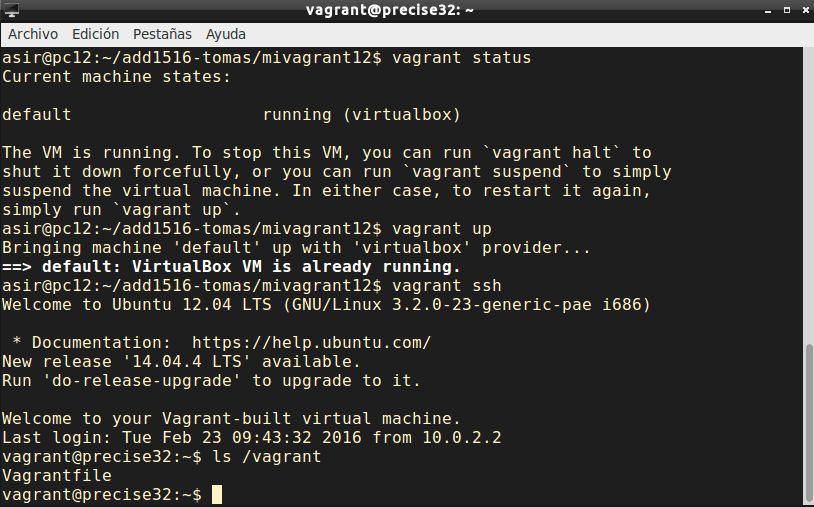 vagrant@precise32: ~
Archivo Edición Pestañas Ayuda
asir@pc12:~/add1516-tomas/mivagrant12$ vagrant status
Current machine states:
default                   running (virtualbox)
The VM is running. To stop this VM, you can run `vagrant halt` to
shut it down forcefully, or you can run `vagrant suspend` to simply
suspend the virtual machine. In either case, to restart it again,
simply run `vagrant up`.
asir@pc12:~/add1516-tomas/mivagrant12$ vagrant up
Bringing machine 'default' up with 'virtualbox' provider...
==> default: VirtualBox VM is already running.
asir@pc12:~/add1516-tomas/mivagrant12$ vagrant ssh
Welcome to Ubuntu 12.04 LTS (GNU/Linux 3.2.0-23-generic-pae i686)
 * Documentation:  https://help.ubuntu.com/
New release '14.04.4 LTS' available.
Run 'do-release-upgrade' to upgrade to it.
Welcome to your Vagrant-built virtual machine.
Last login: Tue Feb 23 09:43:32 2016 from 10.0.2.2
vagrant@precise32:~$ ls /vagrant
Vagrantfile
vagrant@precise32:~$